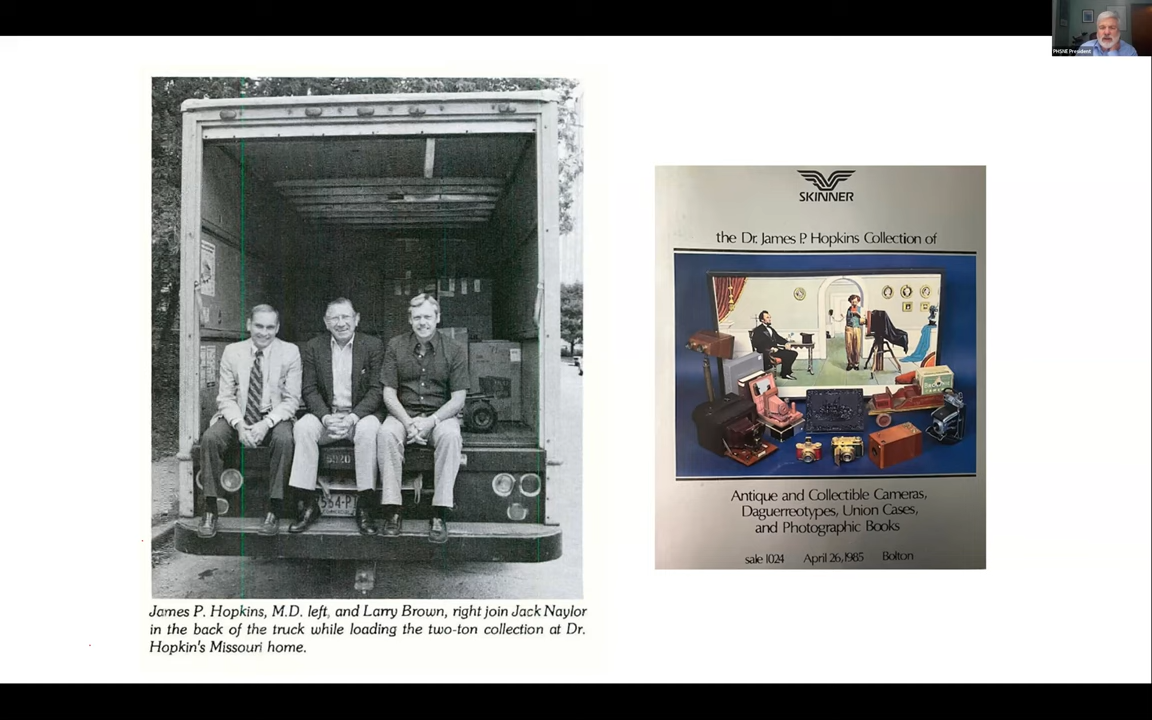 PHSNE President
5520
James P. Hopkins, M.D. left, and Larry Brown, right join Jack Naylor
in the back of the truck while loading the two-ton collection at Dr.
Hopkin's Missouri home.
SKINNER
the Dr. James P. Hopkins Collection of
Antique and Collectible Cameras,
Daguerreotypes, Union Cases,
and Photographic Books
sale 1024 April 26, 1985 Bolton